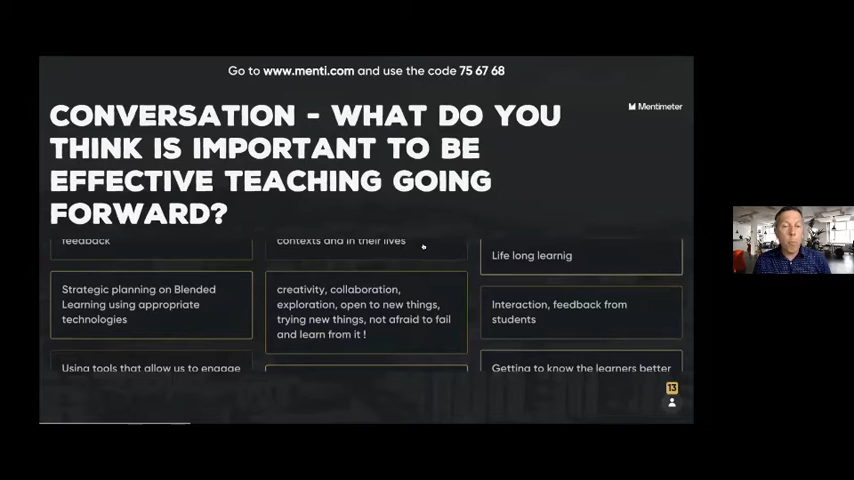 Go to www.menti.com and use the code 75 67 68
Mentimeter
CONVERSATION - WHAT DO YOU
THINK IS IMPORTANT TO BE
EFFECTIVE TEACHING GOING
FORWARD?
feedback
contexts and in their lives
Life long learnig
Strategic planning on Blended
Learning using appropriate
technologies
creativity, collaboration,
exploration, open to new things,
trying new things, not afraid to fail
and learn from it !
Interaction, feedback from
students
Using tools that allow us to engage
Getting to know the learners better
13